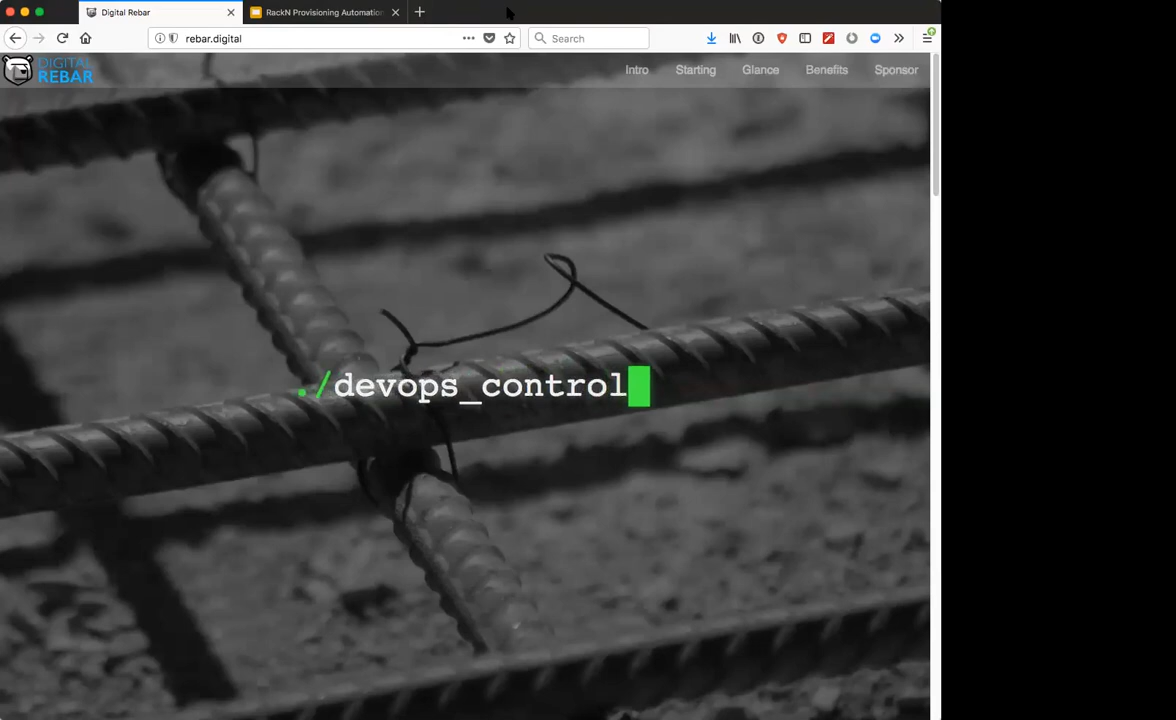 Digital Rebar
RackN Provisioning Automation
rebar.digital
Search
DIGITAL
REBAR
Intro
Starting
Glance
Benefits
Sponsor
./devops_control